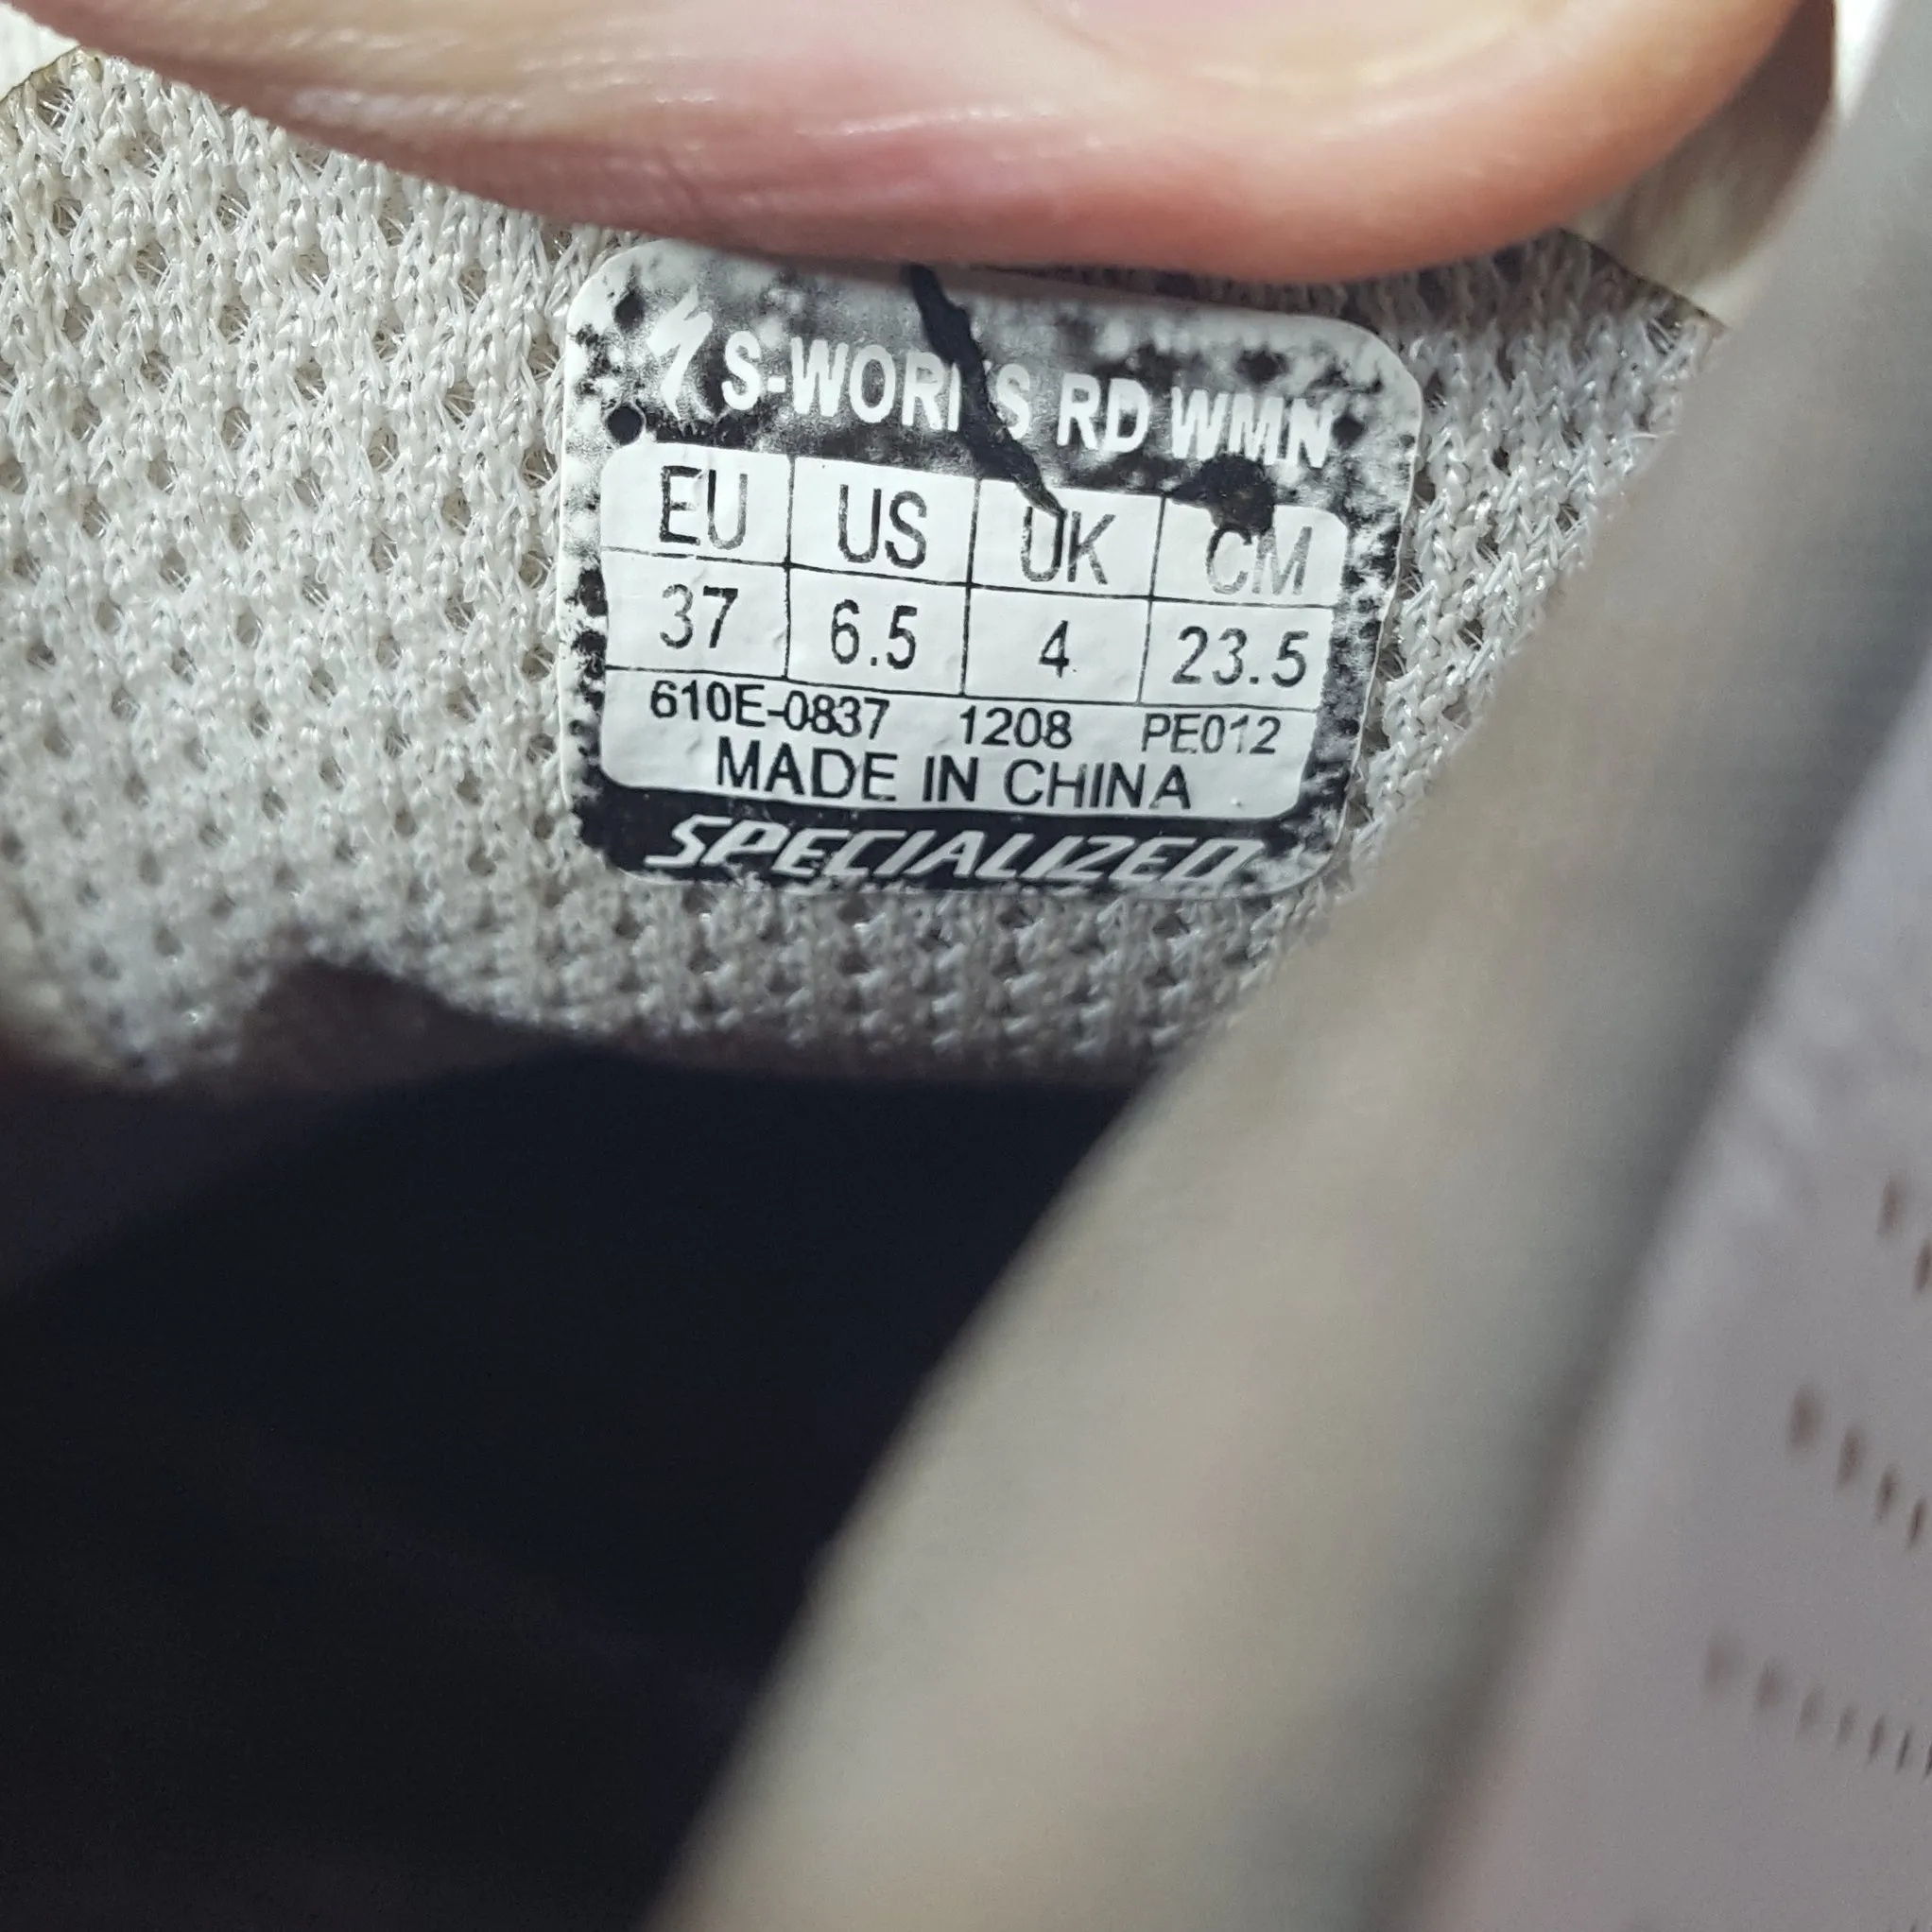 S-WORKS RD WMN
EU US UK CM
37 6.5 4 23.5
610E-0837 1208 PE012
MADE IN CHINA
SPECIALIZED